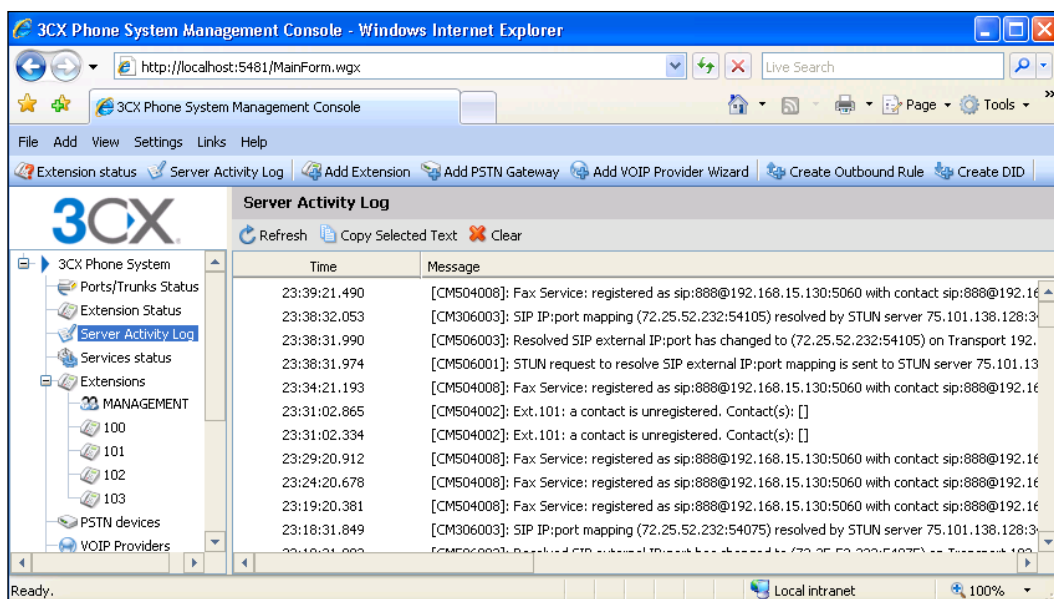 3CX Phone System Management Console - Windows Internet Explorer
http://localhost:5481/MainForm.wgx
Live Search
3CX Phone System Management Console
Page
Tools
»
File Add View Settings Links Help
Extension status Server Activity Log Add Extension Add PSTN Gateway Add VOIP Provider Wizard Create Outbound Rule Create DID
3CX
Server Activity Log
Refresh Copy Selected Text Clear
3CX Phone System
Ports/Trunks Status
Extension Status
Server Activity Log
Services status
Extensions
MANAGEMENT
100
101
102
103
PSTN devices
VOIP Providers
Time Message
23:39:21.490 [CM504008]: Fax Service: registered as sip:888@192.168.15.130:5060 with contact sip:888@192.16
23:38:32.053 [CM306003]: SIP IP:port mapping (72.25.52.232:54105) resolved by STUN server 75.101.138.128:3
23:38:31.990 [CM506003]: Resolved SIP external IP:port has changed to (72.25.52.232:54105) on Transport 192.
23:38:31.974 [CM506001]: STUN request to resolve SIP external IP:port mapping is sent to STUN server 75.101.13
23:34:21.193 [CM504008]: Fax Service: registered as sip:888@192.168.15.130:5060 with contact sip:888@192.16
23:31:02.865 [CM504002]: Ext.101: a contact is unregistered. Contact(s): []
23:31:02.334 [CM504002]: Ext.101: a contact is unregistered. Contact(s): []
23:29:20.912 [CM504008]: Fax Service: registered as sip:888@192.168.15.130:5060 with contact sip:888@192.16
23:24:20.678 [CM504008]: Fax Service: registered as sip:888@192.168.15.130:5060 with contact sip:888@192.16
23:19:20.381 [CM504008]: Fax Service: registered as sip:888@192.168.15.130:5060 with contact sip:888@192.16
23:18:31.849 [CM306003]: SIP IP:port mapping (72.25.52.232:54075) resolved by STUN server 75.101.138.128:3
Ready.
Local intranet
100%